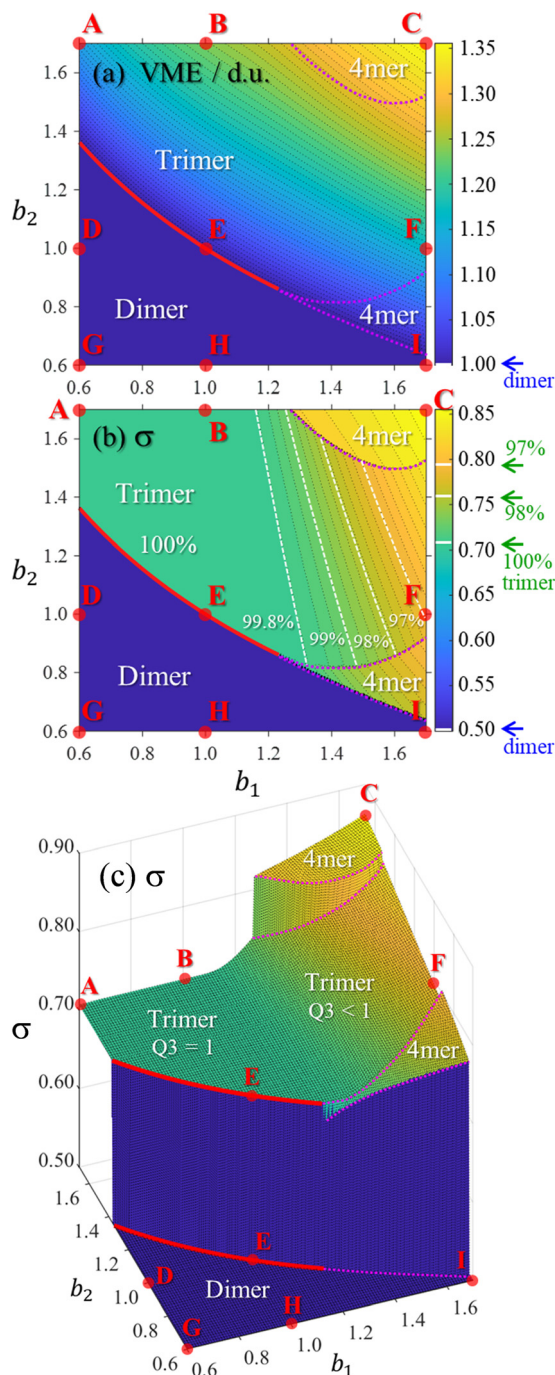 A B C
1.6 (a) VME / d.u. 4mer 1.35
1.30
1.4 Trimer 1.25
1.2 1.20
b₂ D E F
1.0 1.15
1.10
0.8 Dimer 4mer 1.05
G H I
0.6 1.00
dimer
0.6 0.8 1.0 1.2 1.4 1.6
A B C
1.6 (b) σ 4mer 0.85
97%
1.4 Trimer 0.80
98%
0.75
1.2 100% 0.70 100%
trimer
b₂ D E F
1.0 0.65
99.8% 99% 98% 97%
0.60
0.8 Dimer 4mer 0.55
G H I
0.6 0.50
dimer
0.6 0.8 1.0 1.2 1.4 1.6
b₁
C
0.90
(c) σ 4mer
0.80
B
A F
0.70 Trimer
Trimer Q3 < 1
σ Q3 = 1
4mer
0.60 E
0.50
1.6
1.4 E
b₂ 1.2 D I
1.0 Dimer
0.8 G H 1.6
0.6 1.4
0.6 0.8 1.0 1.2
b₁